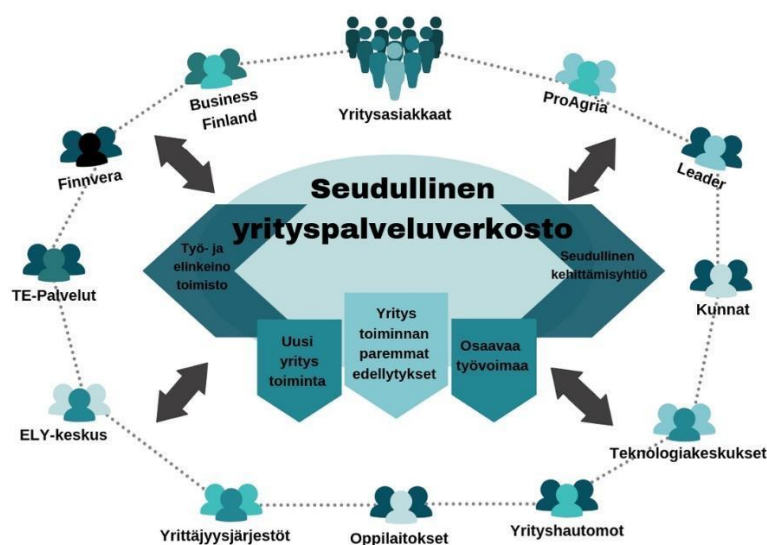 Yritysasiakkaat
Business
Finland
ProAgria
Finnvera
Leader
Seudullinen
yrityspalveluverkosto
Työ- ja
elinkeino
toimisto
Seudullinen
kehittämisyhtiö
TE-Palvelut
Kunnat
Uusi
yritys
toiminta
Yritys
toiminnan
paremmat
edellytykset
Osaavaa
työvoimaa
ELY-keskus
Teknologiakeskukset
Yrittäjyysjärjestöt
Oppilaitokset
Yrityshautomot